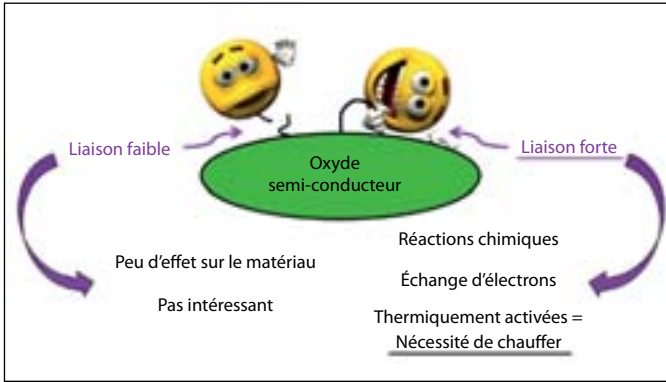 Liaison faible
Oxyde
semi-conducteur
Liaison forte
Peu d'effet sur le matériau
Pas intéressant
Réactions chimiques
Échange d'électrons
Thermiquement activées =
Nécessité de chauffer